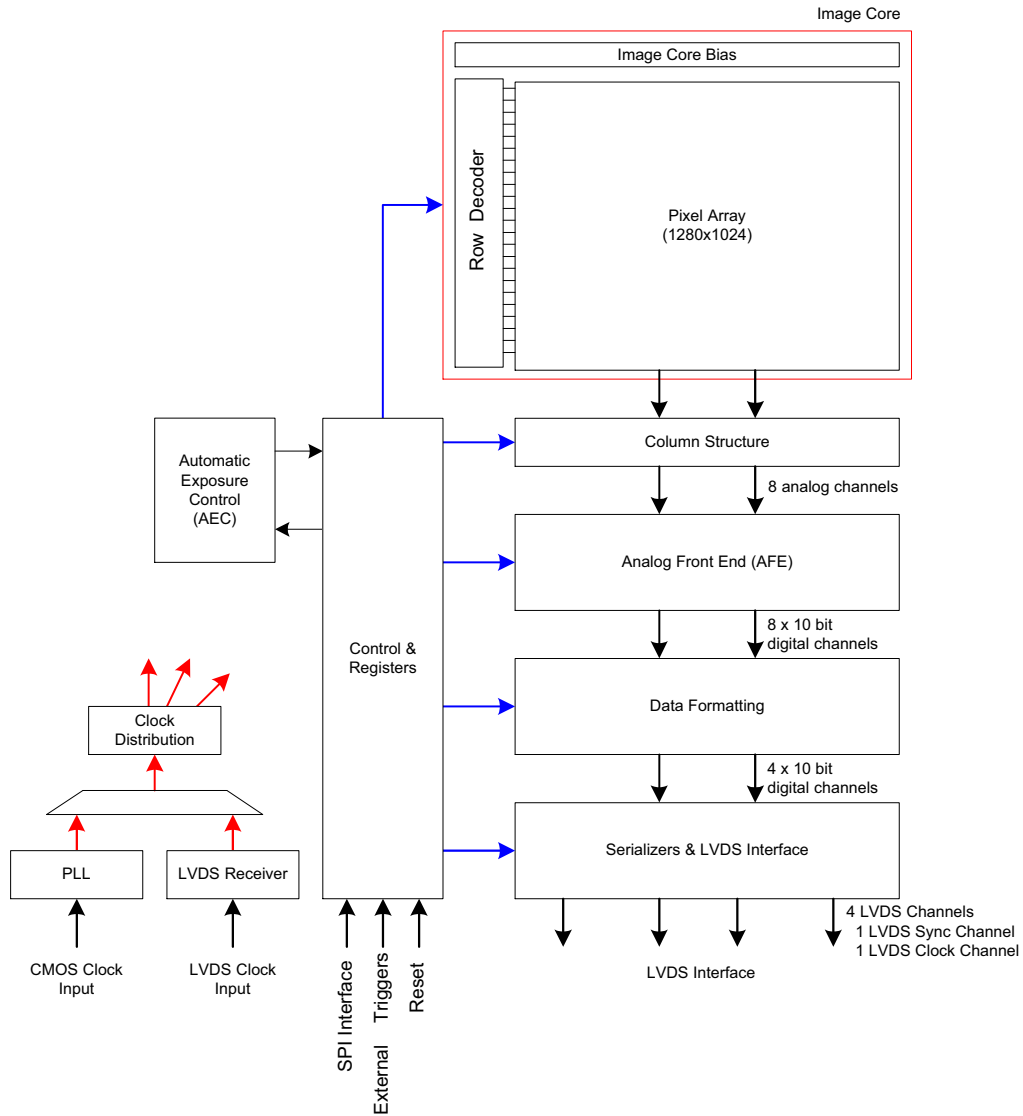 Image Core
Image Core Bias
Row Decoder
Pixel Array
(1280x1024)
Automatic
Exposure
Control
(AEC)
Column Structure
8 analog channels
Analog Front End (AFE)
8 x 10 bit
digital channels
Control &
Registers
Data Formatting
Clock
Distribution
4 x 10 bit
digital channels
PLL
LVDS Receiver
Serializers & LVDS Interface
4 LVDS Channels
1 LVDS Sync Channel
1 LVDS Clock Channel
CMOS Clock
Input
LVDS Clock
Input
SPI Interface
External Triggers
Reset
LVDS Interface